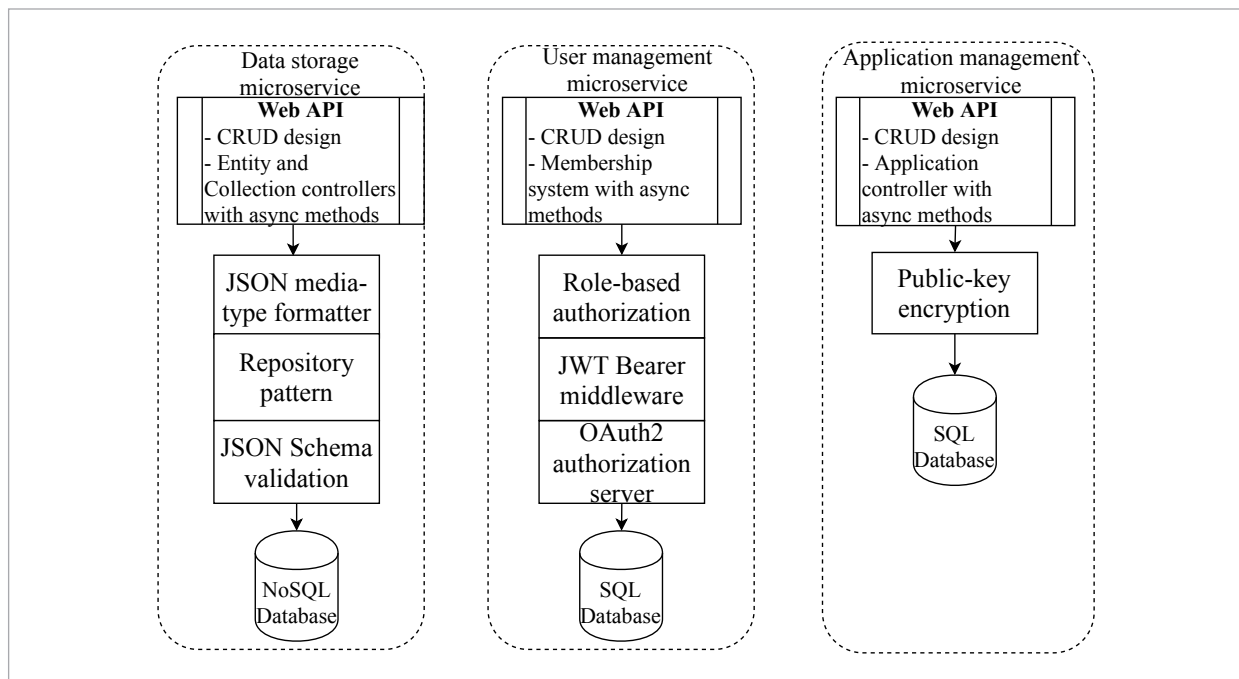 Data storage
microservice
Web API
- CRUD design
- Entity and
Collection controllers
with async methods
JSON media-
type formatter
Repository
pattern
JSON Schema
validation
NoSQL
Database
User management
microservice
Web API
- CRUD design
- Membership
system with async
methods
Role-based
authorization
JWT Bearer
middleware
OAuth2
authorization
server
SQL
Database
Application management
microservice
Web API
- CRUD design
- Application
controller with
async methods
Public-key
encryption
SQL
Database